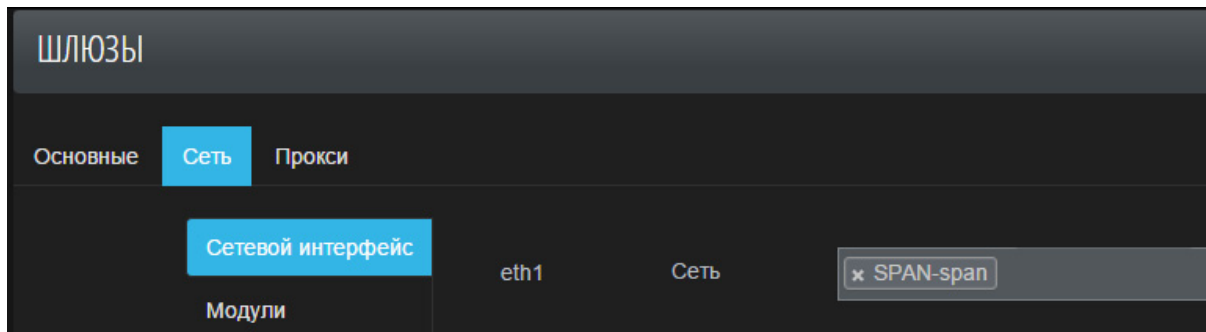 ШЛЮЗЫ
Основные Сеть Прокси
Сетевой интерфейс
eth1 Сеть × SPAN-span
Модули